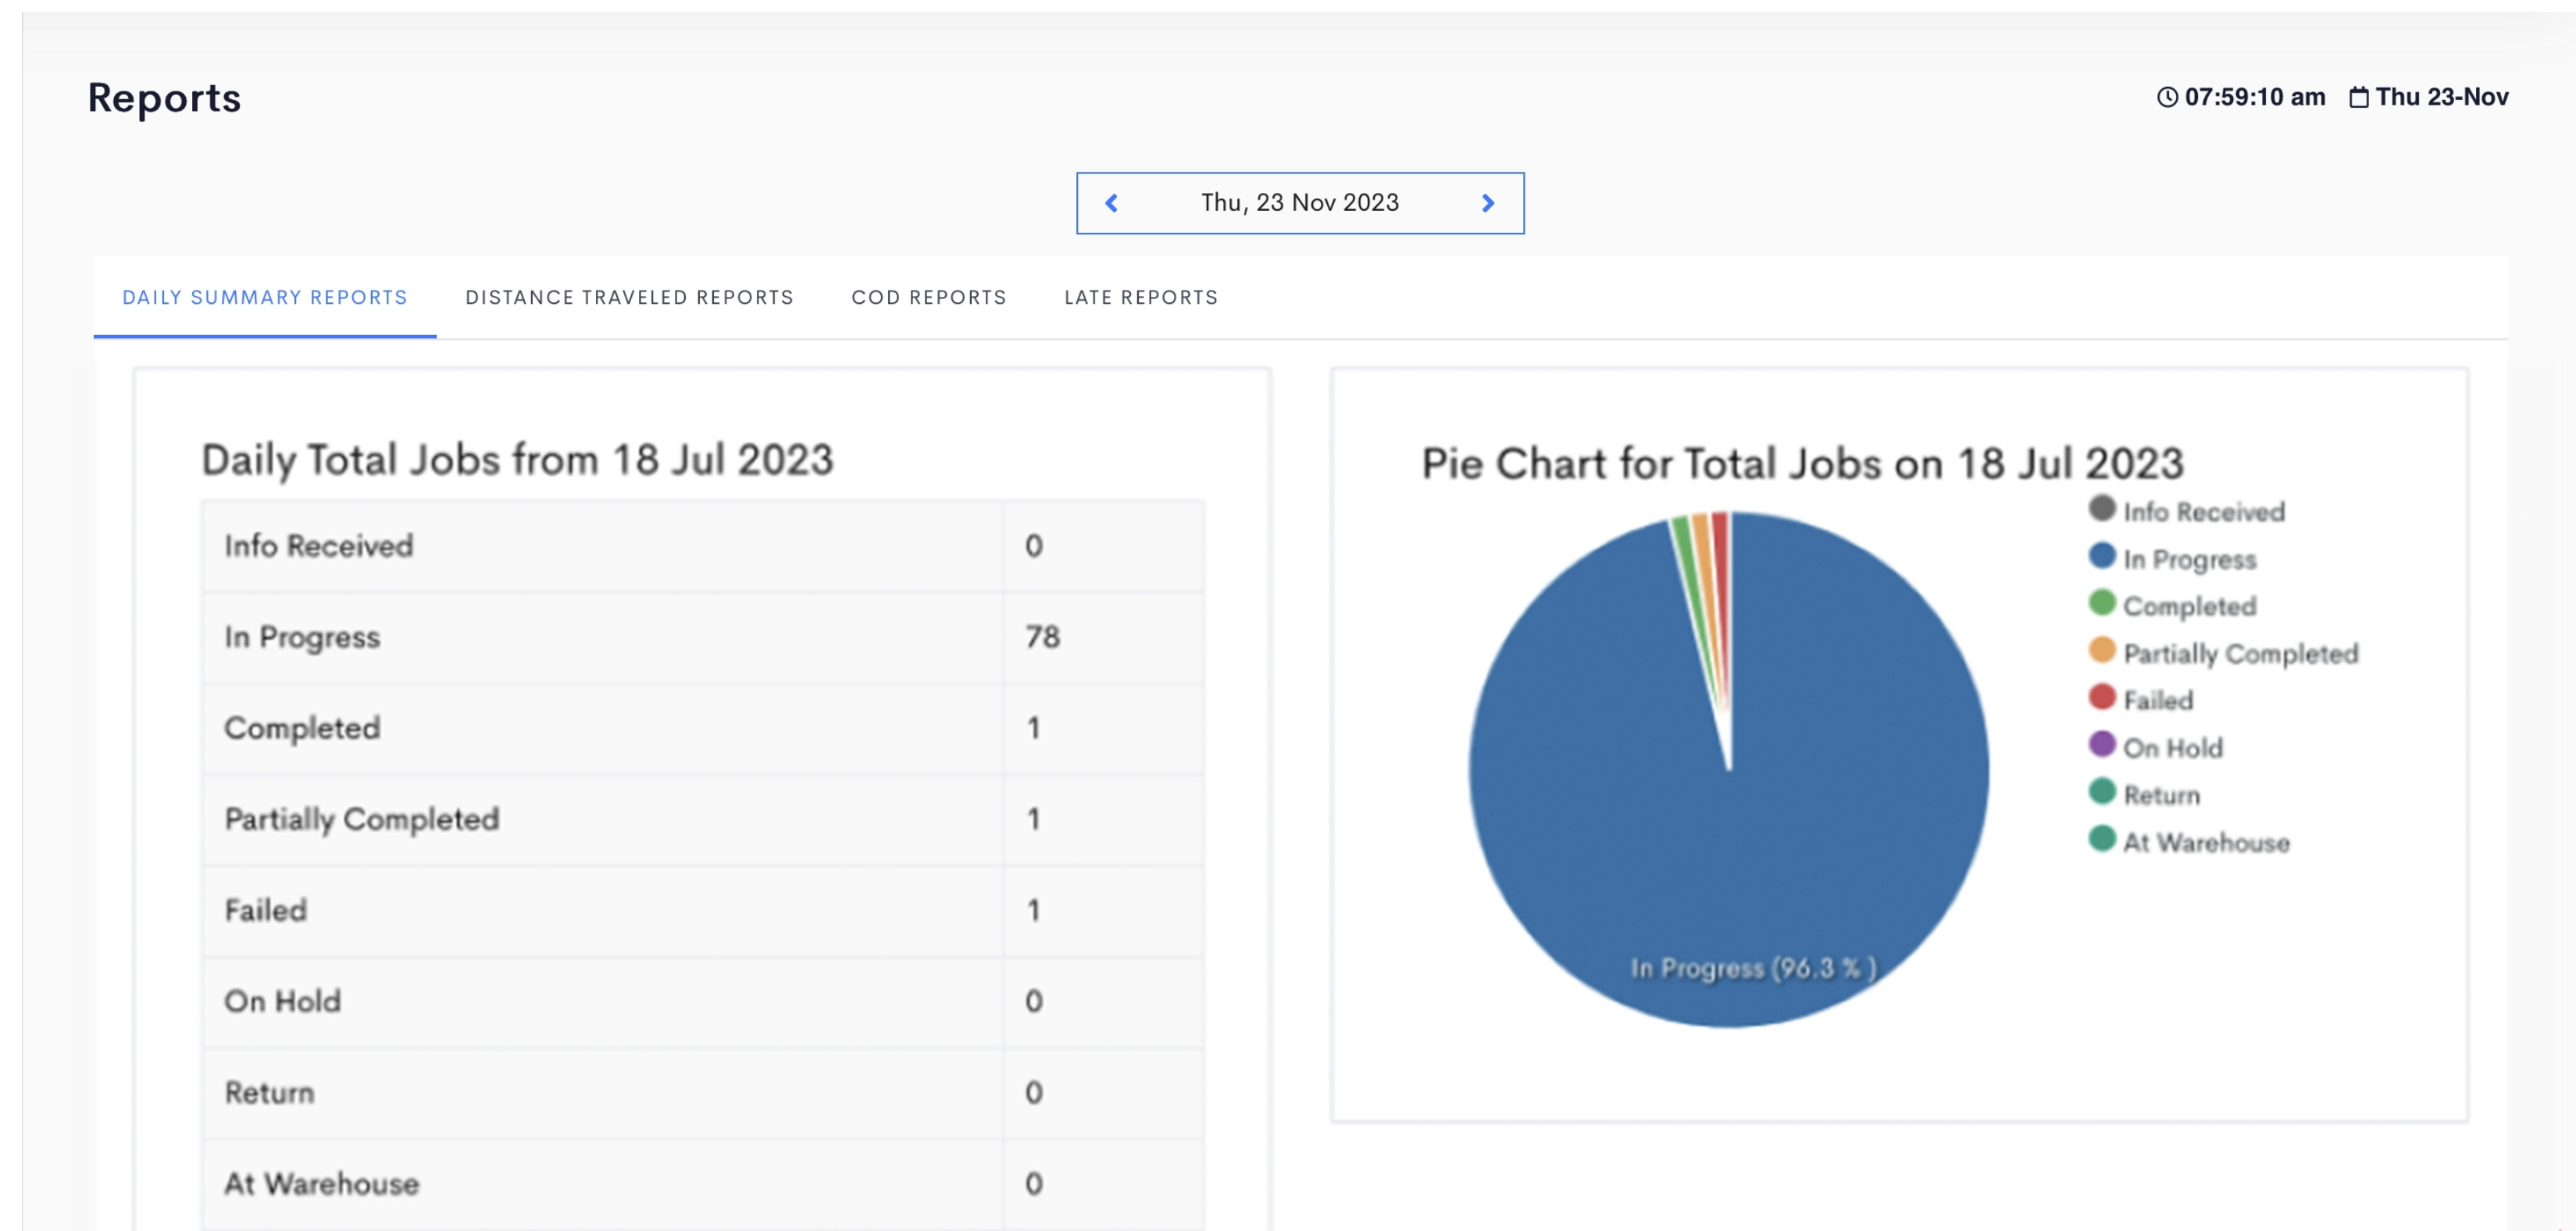 Reports
07:59:10 am Thu 23-Nov
Thu, 23 Nov 2023
DAILY SUMMARY REPORTS DISTANCE TRAVELED REPORTS COD REPORTS LATE REPORTS
Daily Total Jobs from 18 Jul 2023
Info Received 0
In Progress 78
Completed 1
Partially Completed 1
Failed 1
On Hold 0
Return 0
At Warehouse 0
Pie Chart for Total Jobs on 18 Jul 2023
Info Received
In Progress
Completed
Partially Completed
Failed
On Hold
Return
At Warehouse
In Progress (96.3 % )